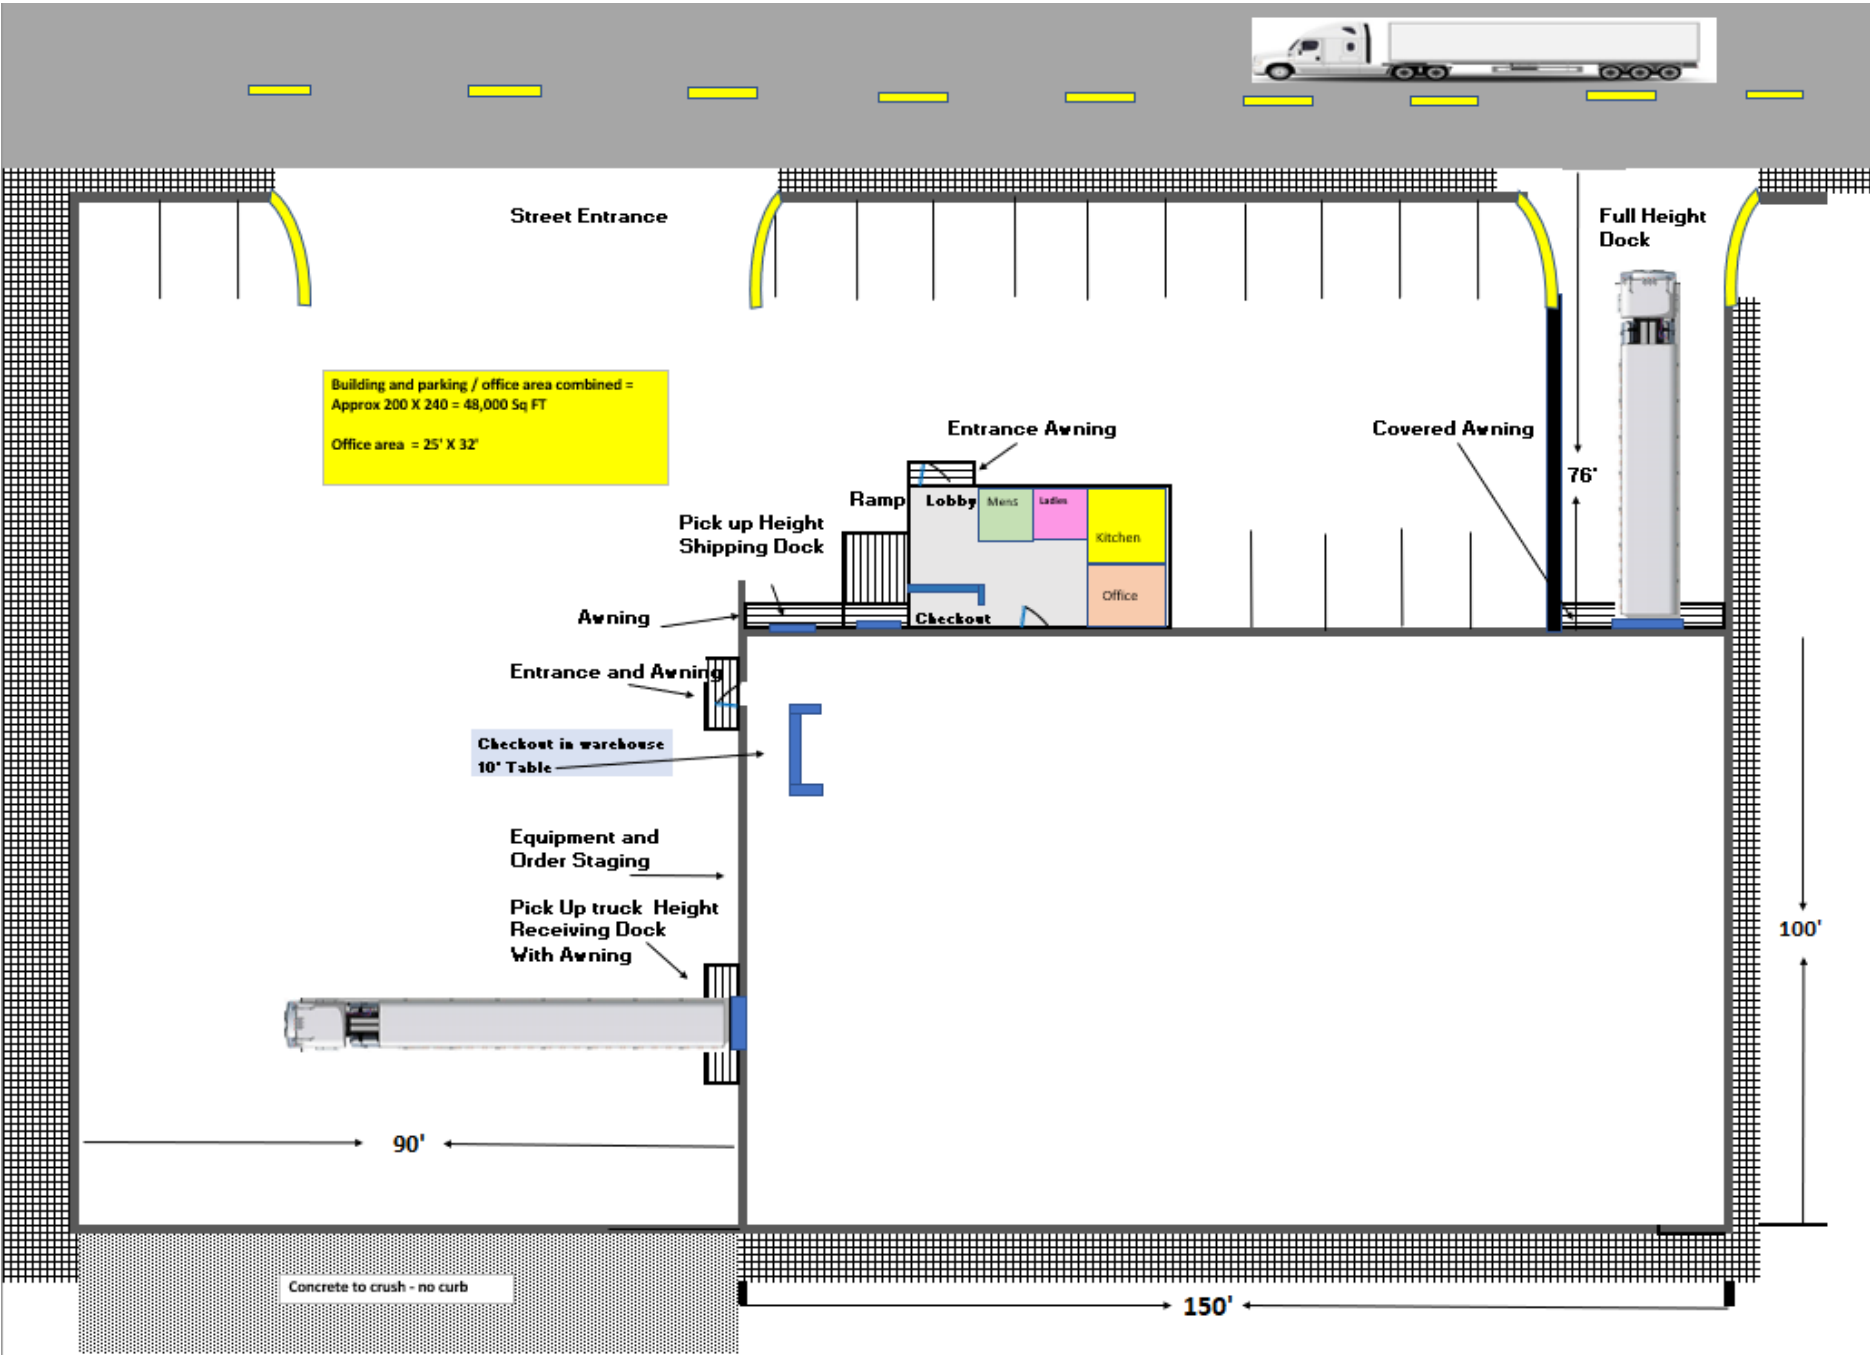 Street Entrance
Full Height
Dock
Building and parking / office area combined =
Approx 200 X 240 = 48,000 Sq FT
Office area  = 25' X 32'
Entrance Awning
Covered Awning
76'
Ramp
Lobby
Mens
Ladies
Kitchen
Pick up Height
Shipping Dock
Office
Awning
Checkout
Entrance and Awning
Checkout in warehouse
10' Table
Equipment and
Order Staging
Pick Up truck  Height
Receiving Dock
With Awning
100'
90'
Concrete to crush - no curb
150'